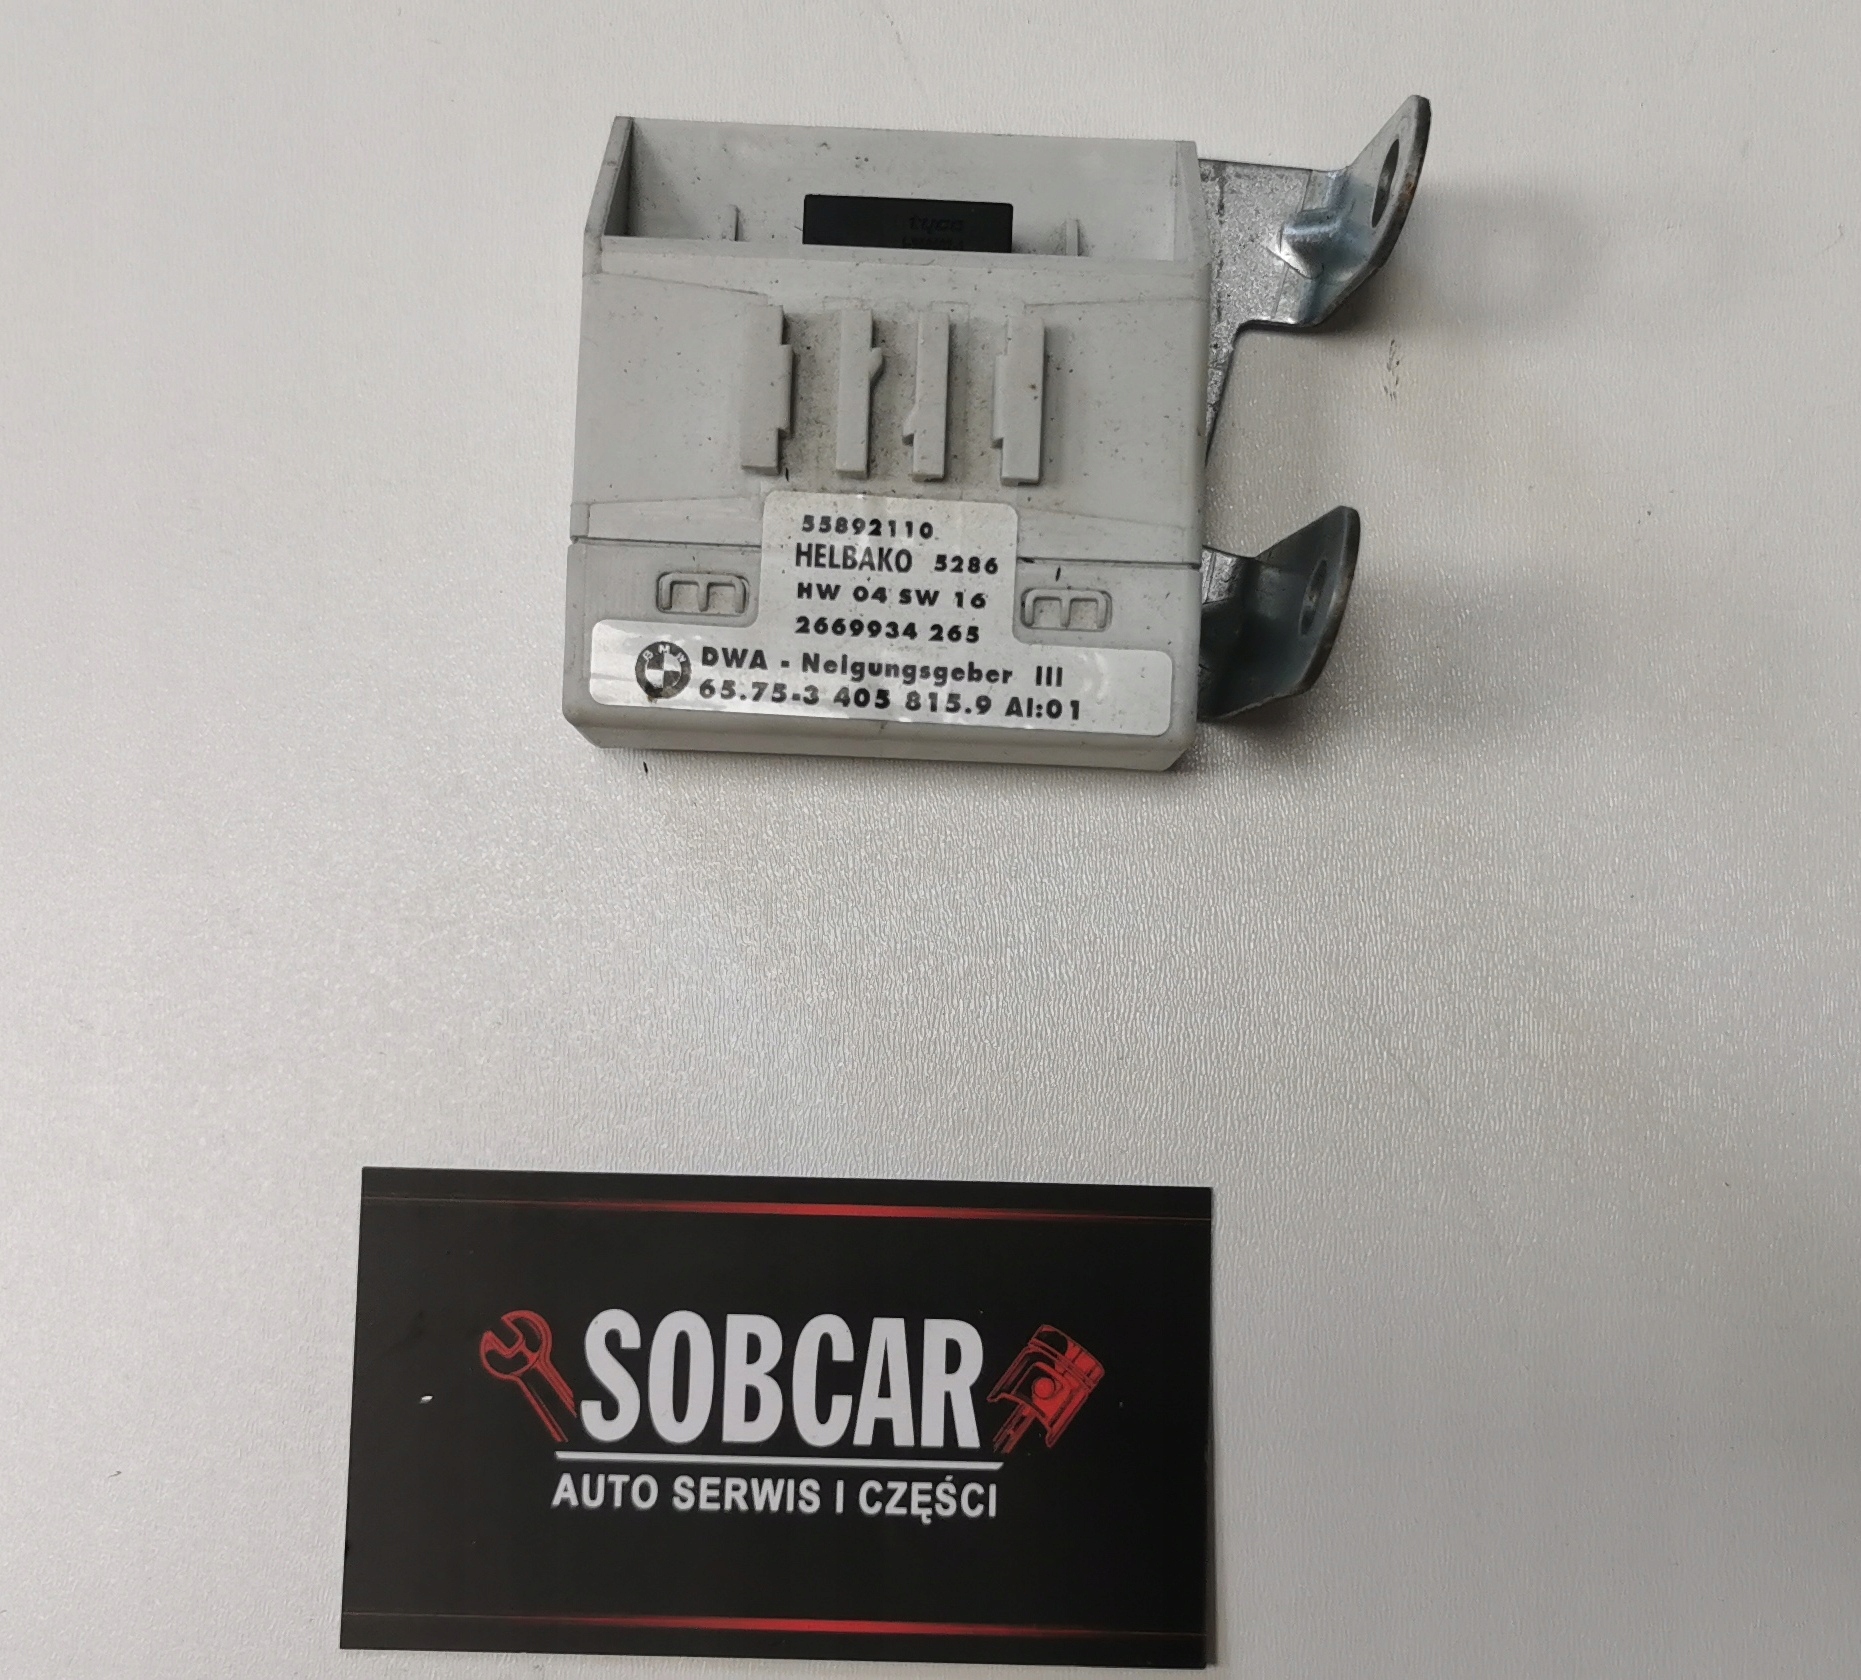 55892110
HELBAKO 5286
HW 04 SW 16
2669934 265
BMW
DWA - Neigungsgeber III
65.75-3 405 815.9 AI:01
SOBCAR
AUTO SERWIS I CZĘŚCI